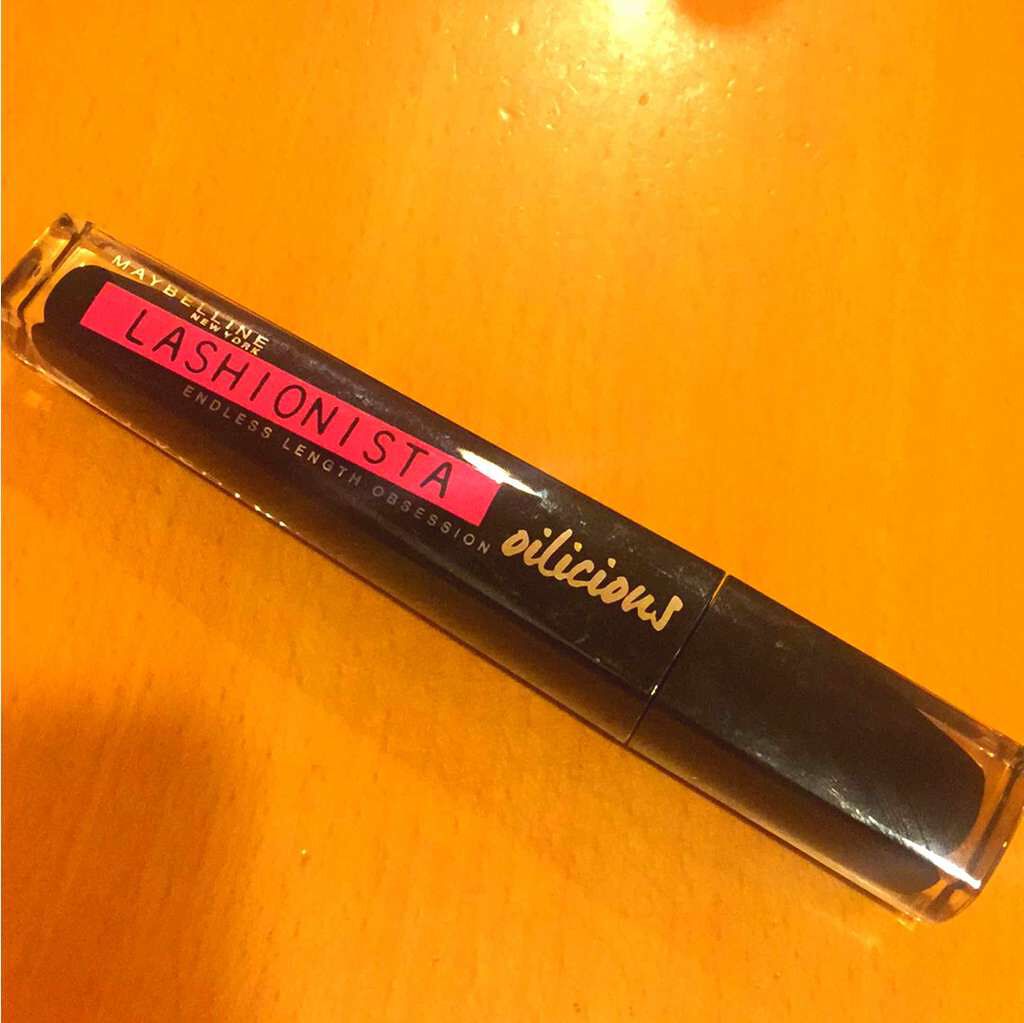 MAYBELLINE
NEW YORK
LASHIONISTA
ENDLESS LENGTH OBSESSION
oilicious